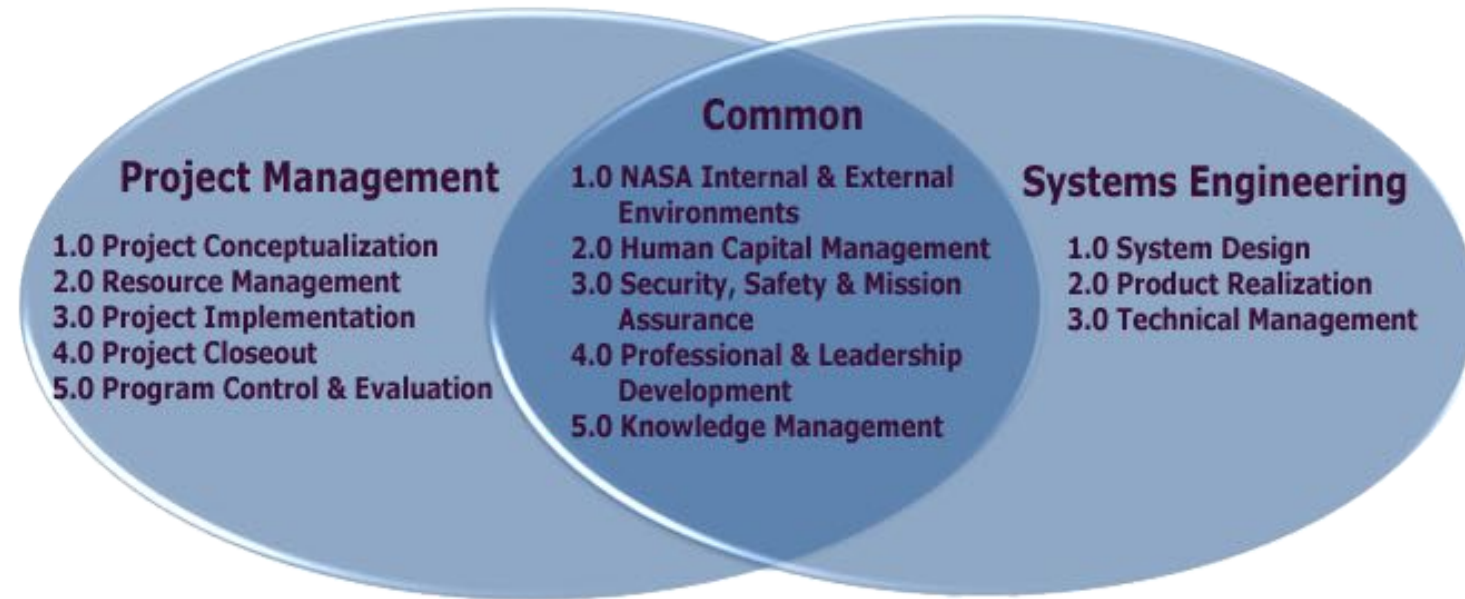 Project Management
1.0 Project Conceptualization
2.0 Resource Management
3.0 Project Implementation
4.0 Project Closeout
5.0 Program Control & Evaluation
Common
1.0 NASA Internal & External
Environments
2.0 Human Capital Management
3.0 Security, Safety & Mission
Assurance
4.0 Professional & Leadership
Development
5.0 Knowledge Management
Systems Engineering
1.0 System Design
2.0 Product Realization
3.0 Technical Management